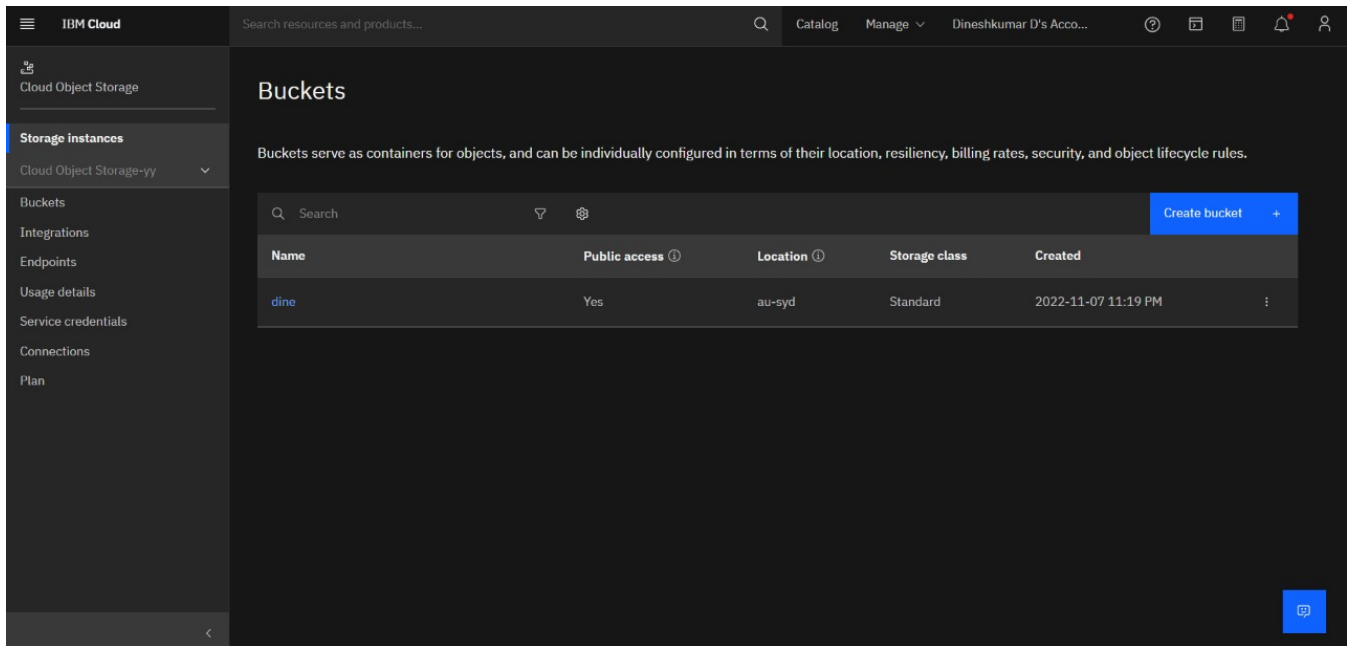 IBM Cloud
Search resources and products...
Catalog
Manage
Dineshkumar D's Acco...
Cloud Object Storage
Storage instances
Cloud Object Storage-yy
Buckets
Integrations
Endpoints
Usage details
Service credentials
Connections
Plan
Buckets
Buckets serve as containers for objects, and can be individually configured in terms of their location, resiliency, billing rates, security, and object lifecycle rules.
Search
Create bucket +
Name Public access Location Storage class Created
dine Yes au-syd Standard 2022-11-07 11:19 PM